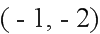 ( - 1, - 2)